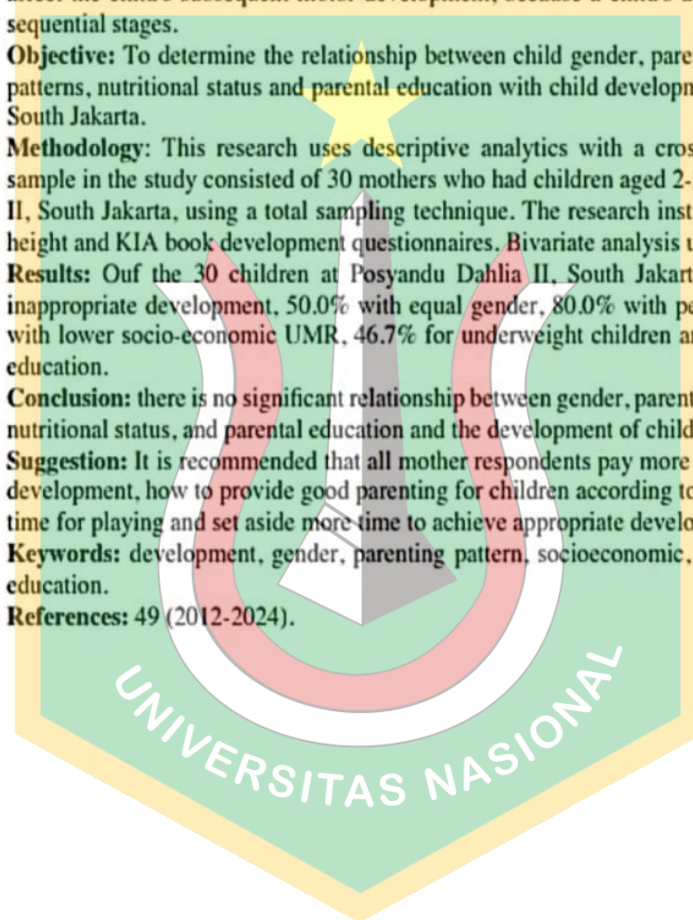 sequential stages.
Objective: To determine the relationship between child gender, pare
patterns, nutritional status and parental education with child developm
South Jakarta.
Methodology: This research uses descriptive analytics with a cros
sample in the study consisted of 30 mothers who had children aged 2-
II, South Jakarta, using a total sampling technique. The research inst
height and KIA book development questionnaires. Bivariate analysis u
Results: Ouf the 30 children at Posyandu Dahlia II, South Jakart
inappropriate development, 50.0% with equal gender, 80.0% with pe
with lower socio-economic UMR, 46.7% for underweight children a
education.
Conclusion: there is no significant relationship between gender, parent
nutritional status, and parental education and the development of child
Suggestion: It is recommended that all mother respondents pay more
development, how to provide good parenting for children according to
time for playing and set aside more time to achieve appropriate develo
Keywords: development, gender, parenting pattern, socioeconomic,
education.
References: 49 (2012-2024).
UNIVERSITAS NASIONAL